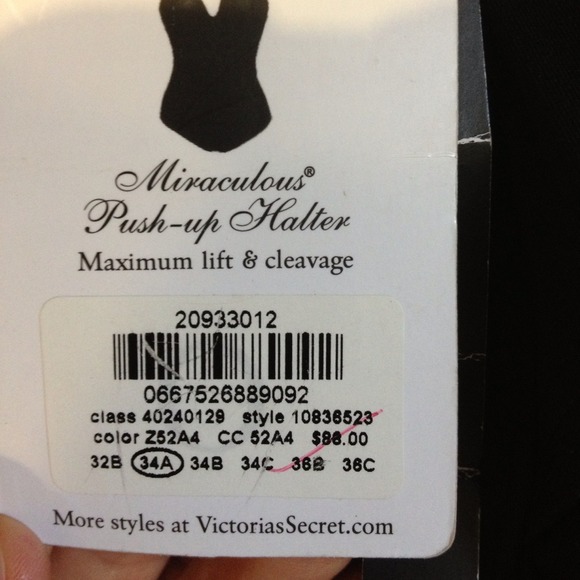 Miraculous®
Push-up Halter
Maximum lift & cleavage
20933012
0667526889092
class 40240129 style 10836523
color Z52A4 CC 52A4 $88.00
32B 34A 34B 34C 36B 36C
More styles at VictoriasSecret.com